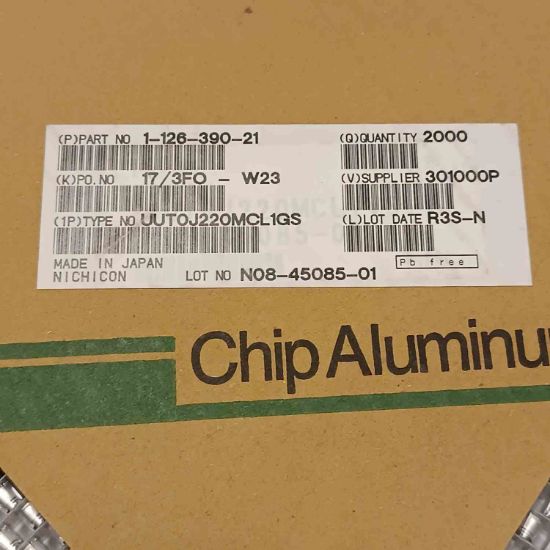 (P)PART NO 1-126-390-21 (Q)QUANTITY 2000
(K)PO.NO 17/3FO - W23 (V)SUPPLIER 301000P
(1P)TYPE NO UUT0J220MCL1GS (L)LOT DATE R3S-N
MADE IN JAPAN Pb free
NICHICON LOT NO N08-45085-01
Chip Aluminu